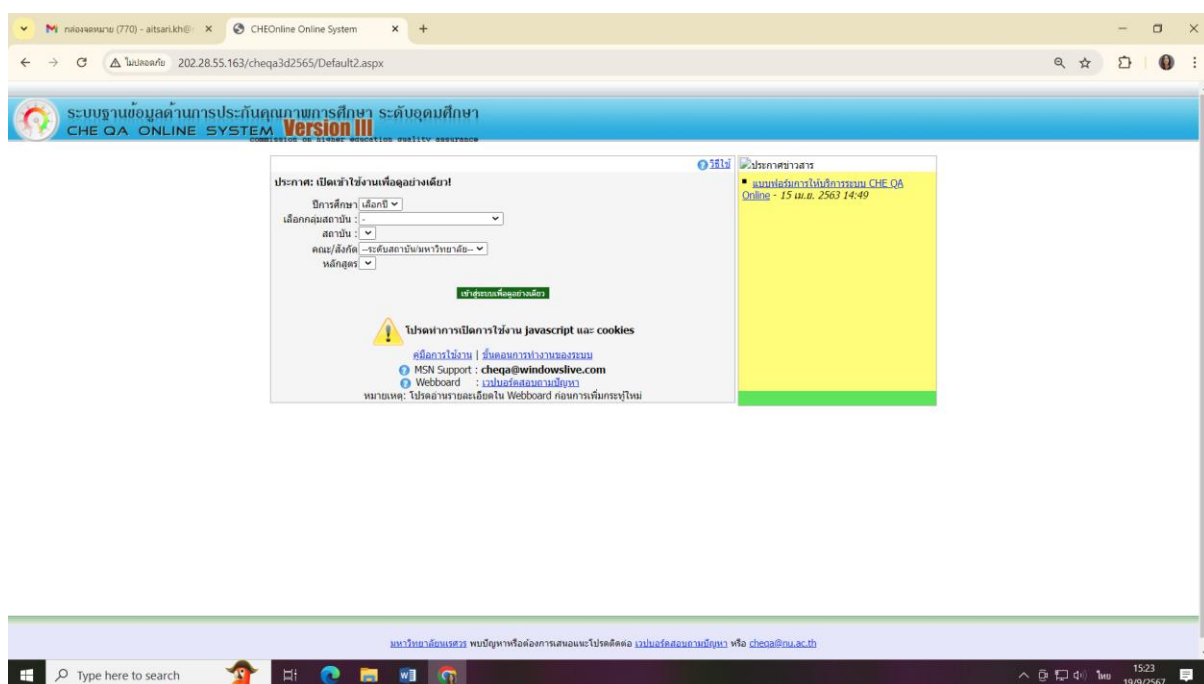 กล่องจดหมาย (770) - aitsari.kh@
CHEOnline Online System
ไม่ปลอดภัย 202.28.55.163/cheqa3d2565/Default2.aspx
ระบบฐานข้อมูลด้านการประกันคุณภาพการศึกษา ระดับอุดมศึกษา
CHE QA ONLINE SYSTEM Version III
commission on higher education quality assurance
วิธีใช้
ประกาศข่าวสาร
ประกาศ: เปิดเข้าใช้งานเพื่อดูอย่างเดียว!
แบบฟอร์มการให้บริการระบบ CHE QA
Online - 15 เม.ย. 2563 14:49
ปีการศึกษา เลือกปี
เลือกกลุ่มสถาบัน : -
สถาบัน :
คณะ/สังกัด --ระดับสถาบัน/มหาวิทยาลัย--
หลักสูตร
เข้าสู่ระบบเพื่อดูอย่างเดียว
โปรดทำการเปิดการใช้งาน javascript และ cookies
คู่มือการใช้งาน | ขั้นตอนการทำงานของระบบ
MSN Support : cheqa@windowslive.com
Webboard : เวปบอร์ดสอบถามปัญหา
หมายเหตุ: โปรดอ่านรายละเอียดใน Webboard ก่อนการเพิ่มกระทู้ใหม่
มหาวิทยาลัยนเรศวร พบปัญหาหรือต้องการเสนอแนะโปรดติดต่อ เวปบอร์ดสอบถามปัญหา หรือ cheqa@nu.ac.th
Type here to search
ไทย
15:23
19/9/2567